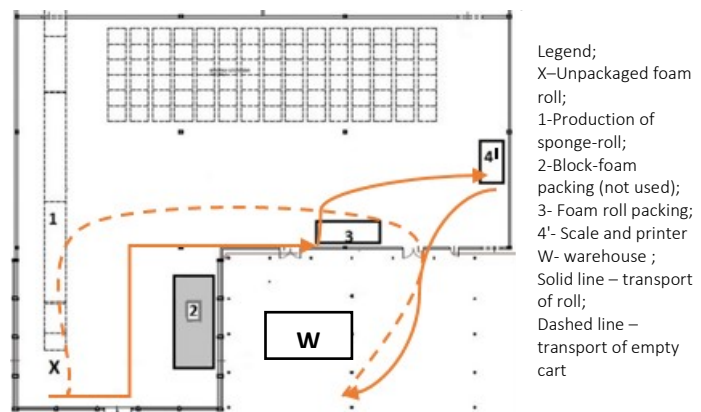 Legend;
X–Unpackaged foam
roll;
1-Production of
sponge-roll;
2-Block-foam
packing (not used);
3- Foam roll packing;
4'- Scale and printer
W- warehouse ;
Solid line – transport
of roll;
Dashed line –
transport of empty
cart
4'
1
3
2
W
X